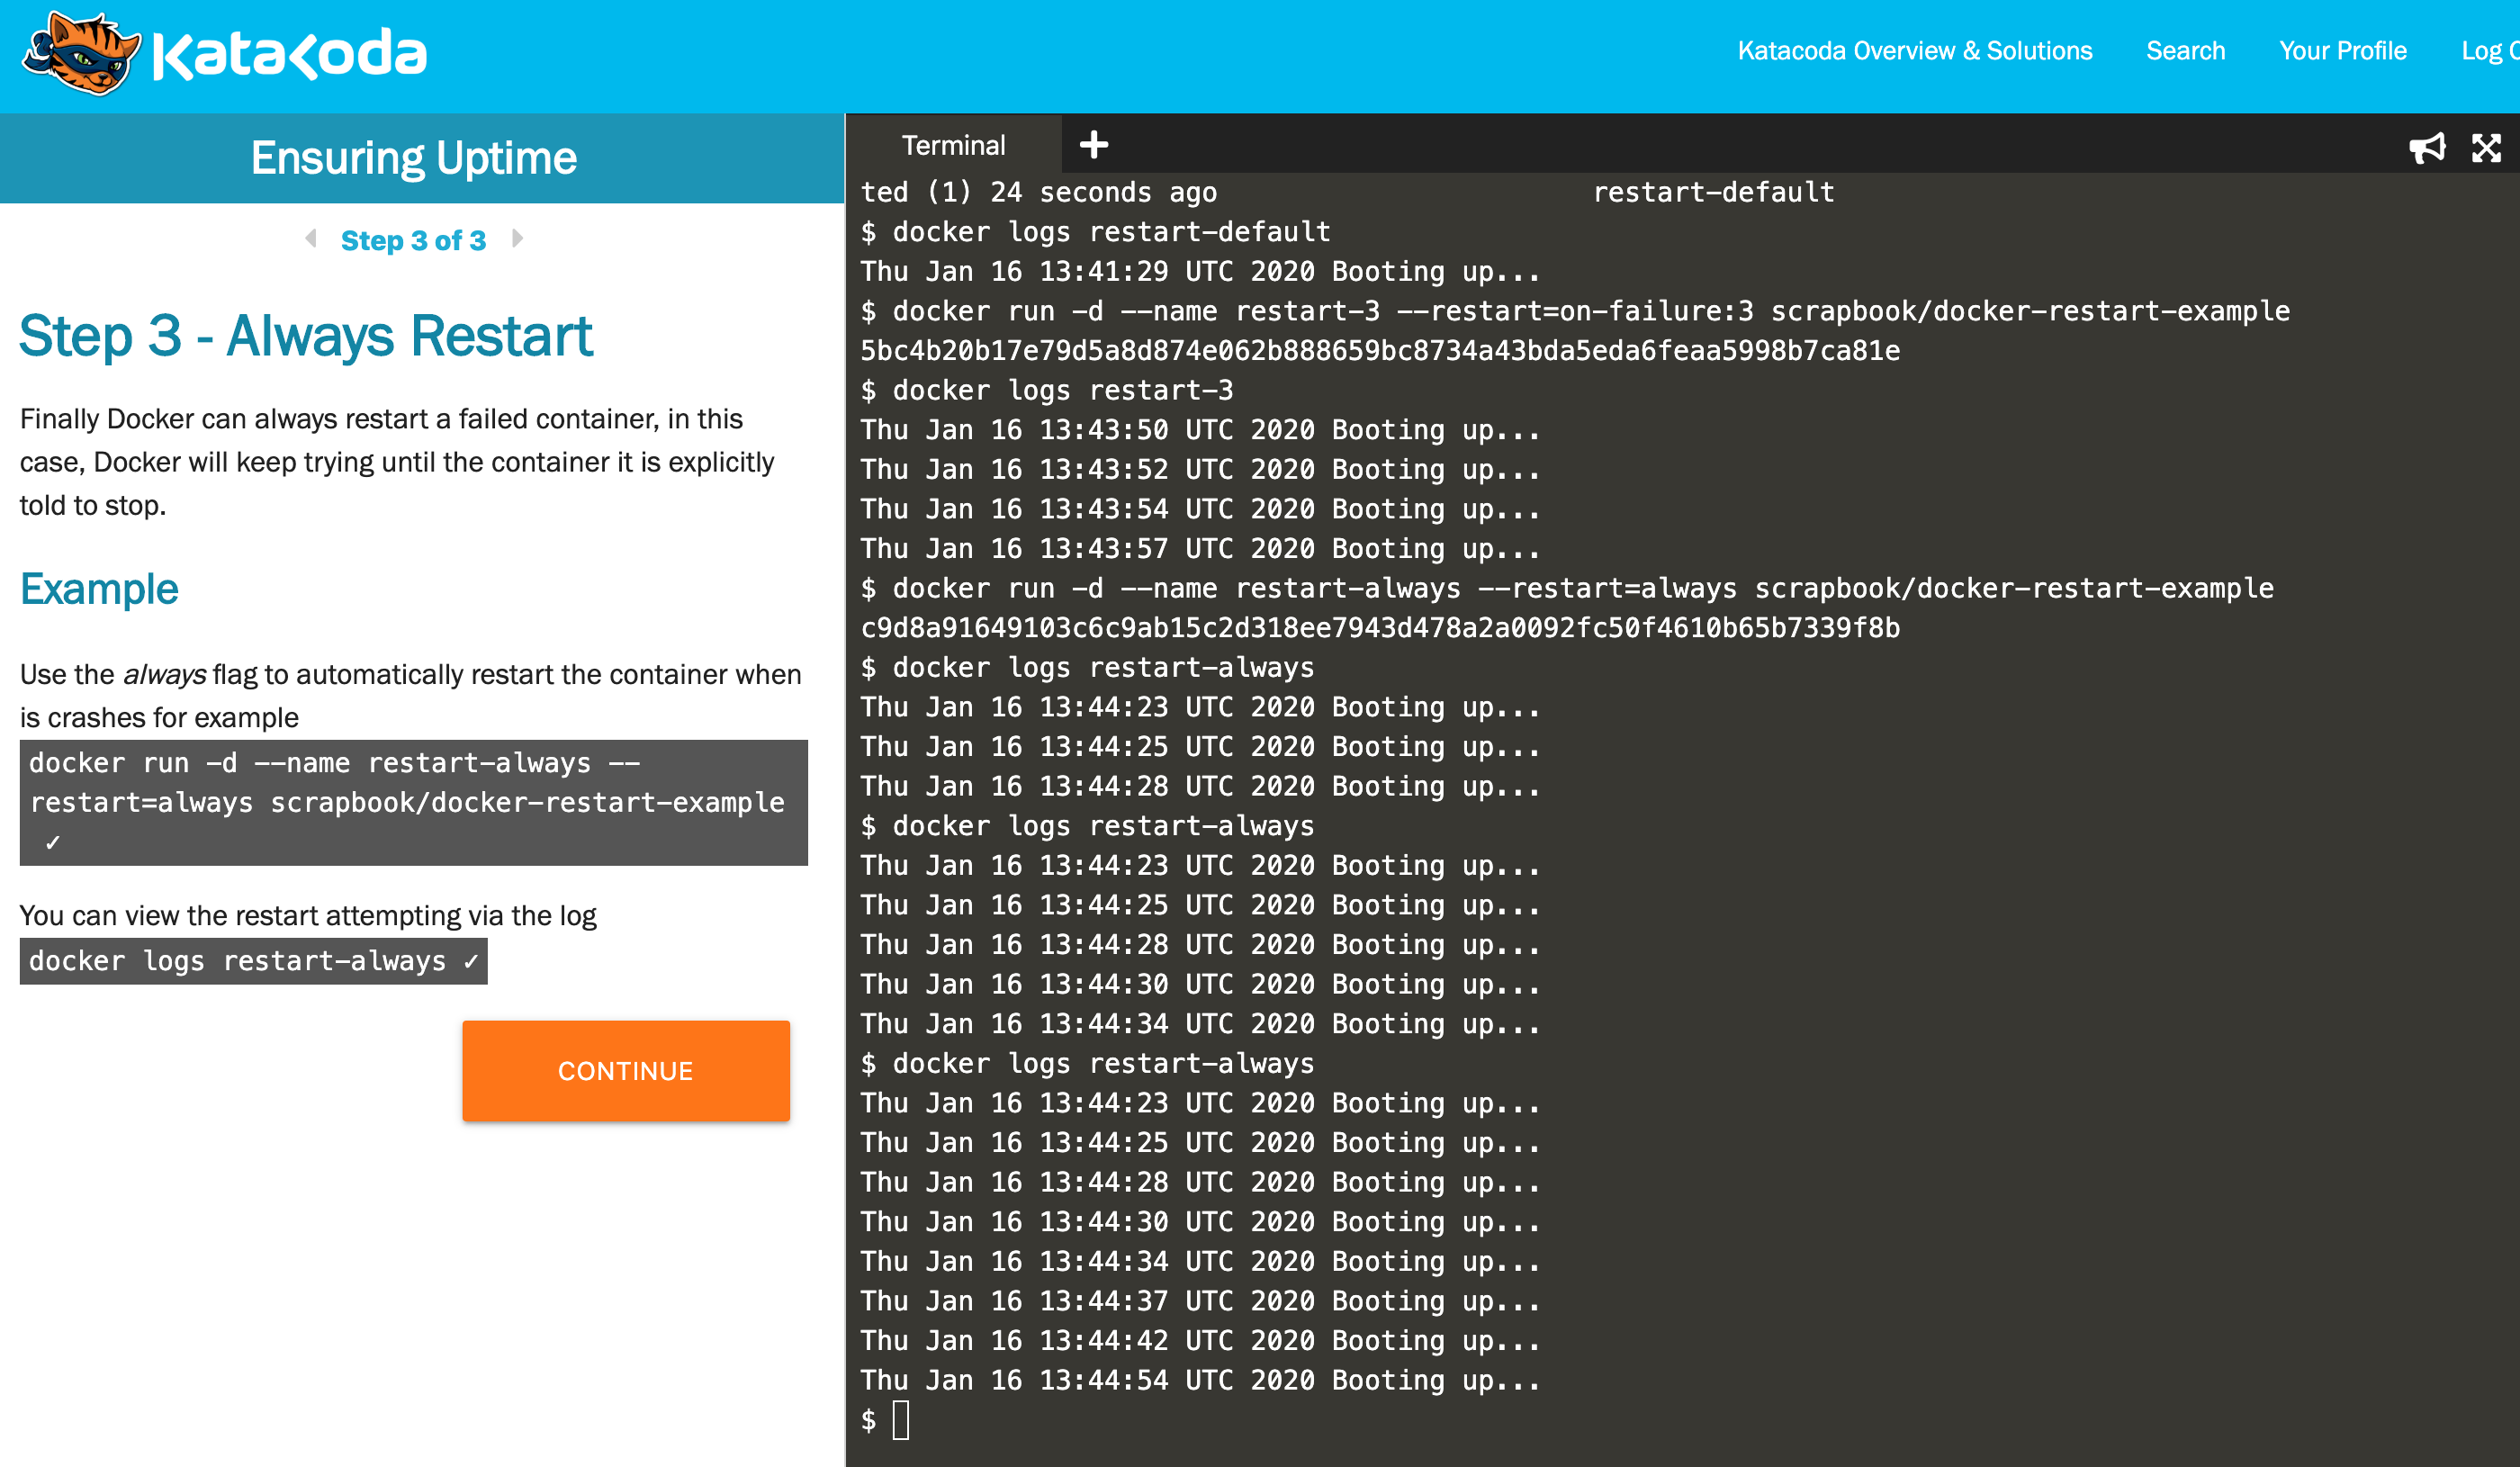 KataKoda
Katacoda Overview & Solutions
Search
Your Profile
Log
Ensuring Uptime
Step 3 of 3
Step 3 - Always Restart
Finally Docker can always restart a failed container, in this
case, Docker will keep trying until the container it is explicitly
told to stop.
Example
Use the always flag to automatically restart the container when
is crashes for example
docker run -d --name restart-always --
restart=always scrapbook/docker-restart-example
✓
You can view the restart attempting via the log
docker logs restart-always ✓
CONTINUE
Terminal
ted (1) 24 seconds ago restart-default
$ docker logs restart-default
Thu Jan 16 13:41:29 UTC 2020 Booting up...
$ docker run -d --name restart-3 --restart=on-failure:3 scrapbook/docker-restart-example
5bc4b20b17e79d5a8d874e062b888659bc8734a43bda5eda6feaa5998b7ca81e
$ docker logs restart-3
Thu Jan 16 13:43:50 UTC 2020 Booting up...
Thu Jan 16 13:43:52 UTC 2020 Booting up...
Thu Jan 16 13:43:54 UTC 2020 Booting up...
Thu Jan 16 13:43:57 UTC 2020 Booting up...
$ docker run -d --name restart-always --restart=always scrapbook/docker-restart-example
c9d8a91649103c6c9ab15c2d318ee7943d478a2a0092fc50f4610b65b7339f8b
$ docker logs restart-always
Thu Jan 16 13:44:23 UTC 2020 Booting up...
Thu Jan 16 13:44:25 UTC 2020 Booting up...
Thu Jan 16 13:44:28 UTC 2020 Booting up...
$ docker logs restart-always
Thu Jan 16 13:44:23 UTC 2020 Booting up...
Thu Jan 16 13:44:25 UTC 2020 Booting up...
Thu Jan 16 13:44:28 UTC 2020 Booting up...
Thu Jan 16 13:44:30 UTC 2020 Booting up...
Thu Jan 16 13:44:34 UTC 2020 Booting up...
$ docker logs restart-always
Thu Jan 16 13:44:23 UTC 2020 Booting up...
Thu Jan 16 13:44:25 UTC 2020 Booting up...
Thu Jan 16 13:44:28 UTC 2020 Booting up...
Thu Jan 16 13:44:30 UTC 2020 Booting up...
Thu Jan 16 13:44:34 UTC 2020 Booting up...
Thu Jan 16 13:44:37 UTC 2020 Booting up...
Thu Jan 16 13:44:42 UTC 2020 Booting up...
Thu Jan 16 13:44:54 UTC 2020 Booting up...
$